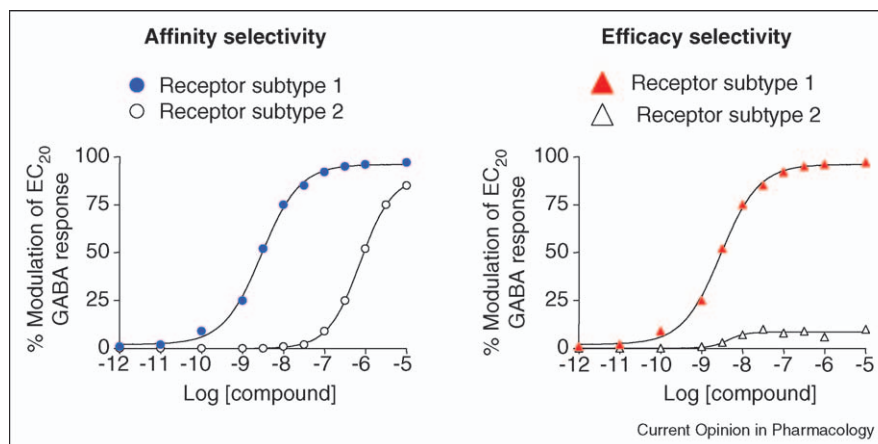 Affinity selectivity
Receptor subtype 1
Receptor subtype 2
% Modulation of EC20
GABA response
100
75
50
25
0
-12 -11 -10 -9 -8 -7 -6 -5
Log [compound]
Efficacy selectivity
Receptor subtype 1
Receptor subtype 2
% Modulation of EC20
GABA response
100
75
50
25
0
-12 -11 -10 -9 -8 -7 -6 -5
Log [compound]
Current Opinion in Pharmacology